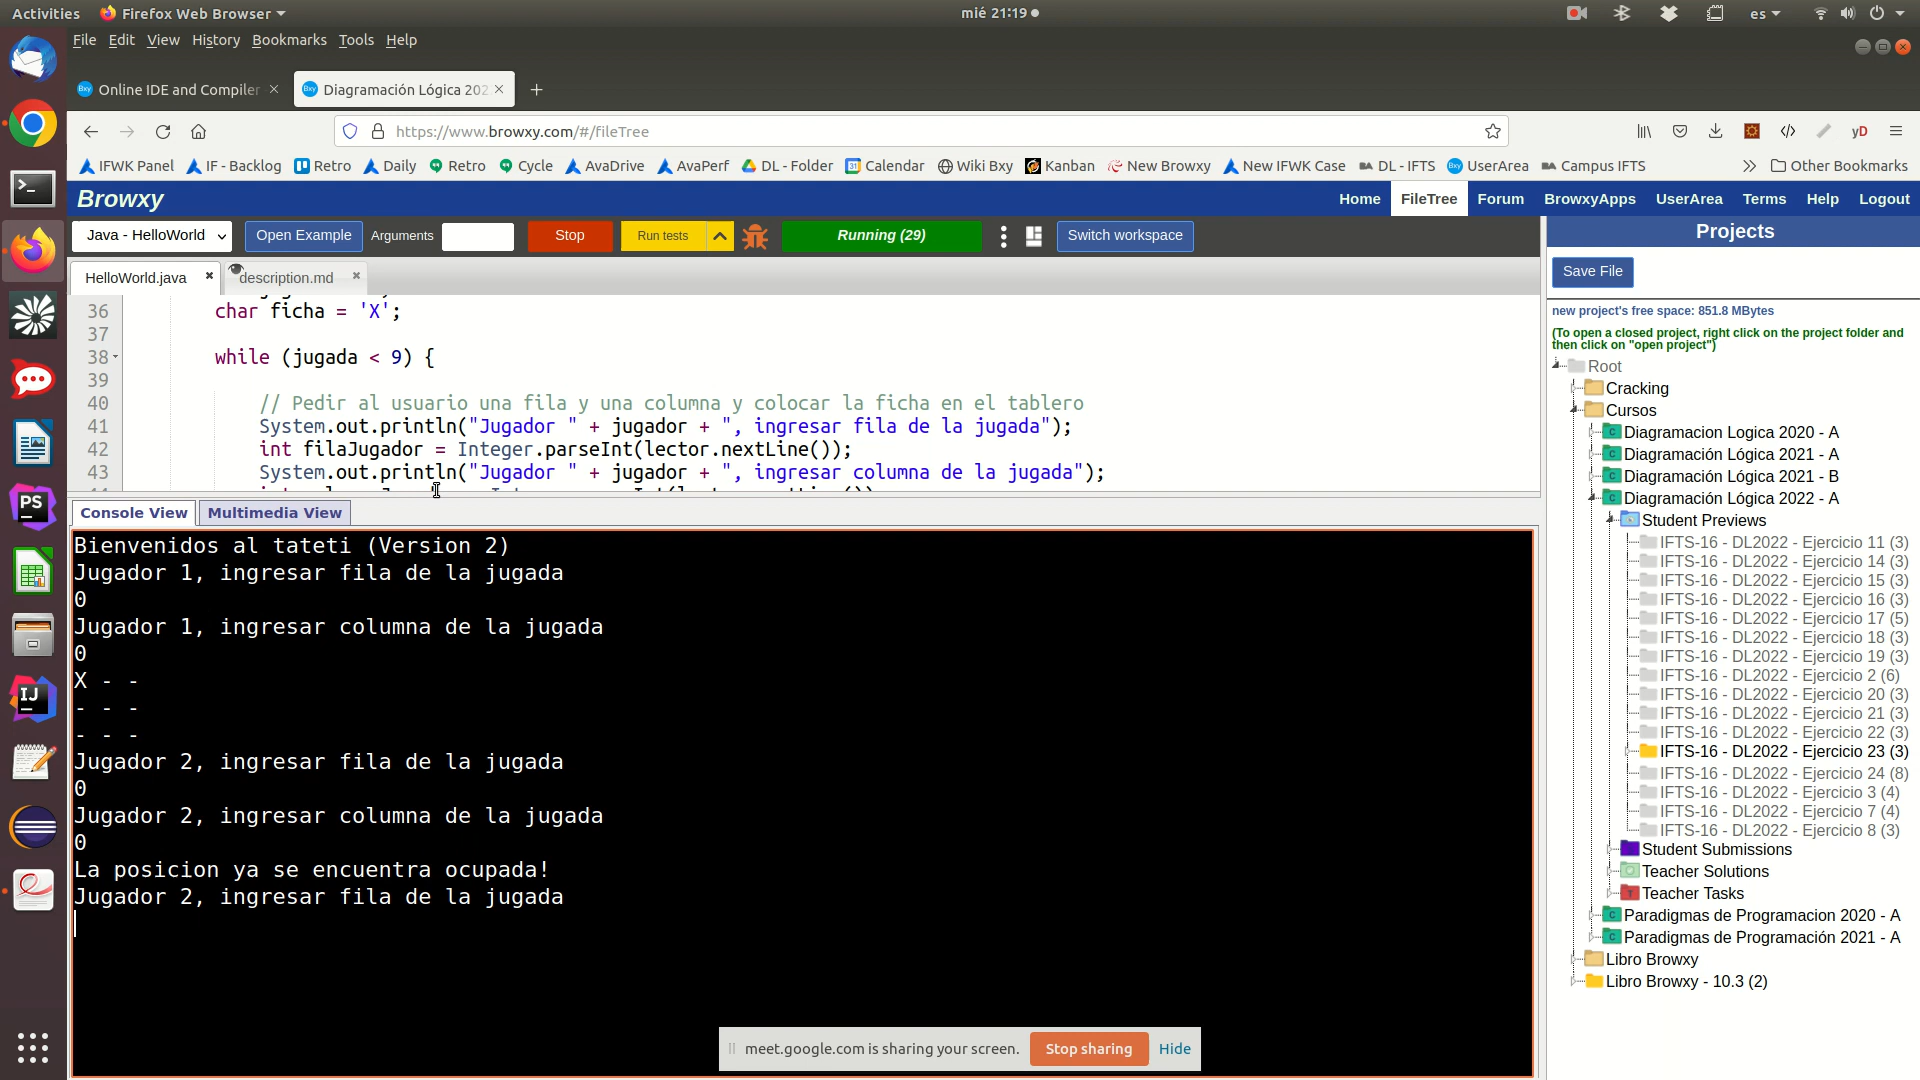 Activities Firefox Web Browser mié 21:19 es
File Edit View History Bookmarks Tools Help
Online IDE and Compiler Diagramación Lógica 202
https://www.browxy.com/#/fileTree
IFWK Panel IF - Backlog Retro Daily Retro Cycle AvaDrive AvaPerf DL - Folder Calendar Wiki Bxy Kanban New Browxy New IFWK Case DL - IFTS UserArea Campus IFTS Other Bookmarks
Browxy Home FileTree Forum BrowxyApps UserArea Terms Help Logout
Java - HelloWorld Open Example Arguments Stop Run tests Running (29) Switch workspace
HelloWorld.java description.md
36 char ficha = 'X';
37
38 while (jugada < 9) {
39
40 // Pedir al usuario una fila y una columna y colocar la ficha en el tablero
41 System.out.println("Jugador " + jugador + ", ingresar fila de la jugada");
42 int filaJugador = Integer.parseInt(lector.nextLine());
43 System.out.println("Jugador " + jugador + ", ingresar columna de la jugada");
Console View Multimedia View
Bienvenidos al tateti (Version 2)
Jugador 1, ingresar fila de la jugada
0
Jugador 1, ingresar columna de la jugada
0
X - -
- - -
- - -
Jugador 2, ingresar fila de la jugada
0
Jugador 2, ingresar columna de la jugada
0
La posicion ya se encuentra ocupada!
Jugador 2, ingresar fila de la jugada
Projects
Save File
new project's free space: 851.8 MBytes
(To open a closed project, right click on the project folder and
then click on "open project")
Root
Cracking
Cursos
Diagramacion Logica 2020 - A
Diagramación Lógica 2021 - A
Diagramación Lógica 2021 - B
Diagramación Lógica 2022 - A
Student Previews
IFTS-16 - DL2022 - Ejercicio 11 (3)
IFTS-16 - DL2022 - Ejercicio 14 (3)
IFTS-16 - DL2022 - Ejercicio 15 (3)
IFTS-16 - DL2022 - Ejercicio 16 (3)
IFTS-16 - DL2022 - Ejercicio 17 (5)
IFTS-16 - DL2022 - Ejercicio 18 (3)
IFTS-16 - DL2022 - Ejercicio 19 (3)
IFTS-16 - DL2022 - Ejercicio 2 (6)
IFTS-16 - DL2022 - Ejercicio 20 (3)
IFTS-16 - DL2022 - Ejercicio 21 (3)
IFTS-16 - DL2022 - Ejercicio 22 (3)
IFTS-16 - DL2022 - Ejercicio 23 (3)
IFTS-16 - DL2022 - Ejercicio 24 (8)
IFTS-16 - DL2022 - Ejercicio 3 (4)
IFTS-16 - DL2022 - Ejercicio 7 (4)
IFTS-16 - DL2022 - Ejercicio 8 (3)
Student Submissions
Teacher Solutions
Teacher Tasks
Paradigmas de Programacion 2020 - A
Paradigmas de Programación 2021 - A
Libro Browxy
Libro Browxy - 10.3 (2)
meet.google.com is sharing your screen. Stop sharing Hide